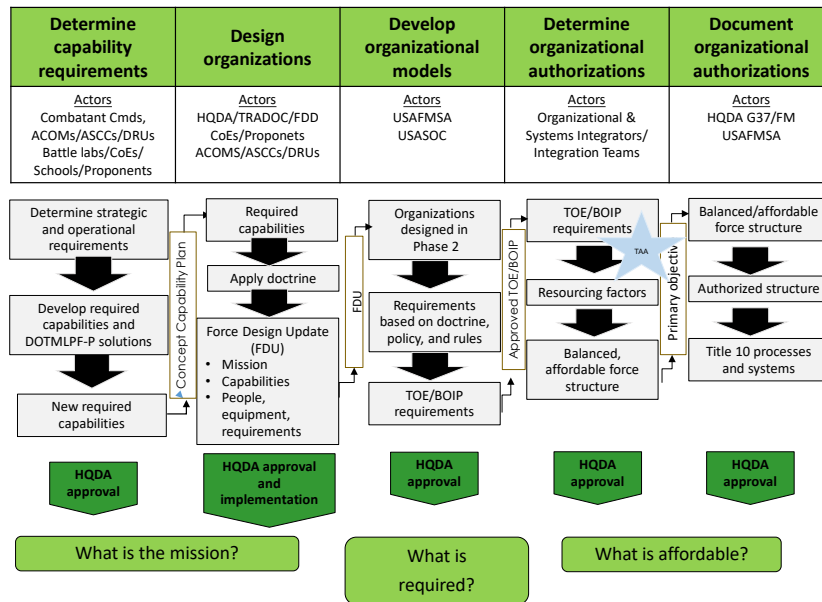 Determine
capability
requirements
Design
organizations
Develop
organizational
models
Determine
organizational
authorizations
Document
organizational
authorizations
Actors
Combatant Cmds,
ACOMs/ASCCs/DRUs
Battle labs/CoEs/
Schools/Proponents
Actors
HQDA/TRADOC/FDD
CoEs/Proponets
ACOMS/ASCCs/DRUs
Actors
USAFMSA
USASOC
Actors
Organizational &
Systems Integrators/
Integration Teams
Actors
HQDA G37/FM
USAFMSA
Determine strategic
and operational
requirements
Develop required
capabilities and
DOTMLPF-P solutions
New required
capabilities
Concept Capability Plan
Required
capabilities
Apply doctrine
Force Design Update
(FDU)
• Mission
• Capabilities
• People,
equipment,
requirements
FDU
Organizations
designed in
Phase 2
Requirements
based on doctrine,
policy, and rules
TOE/BOIP
requirements
Approved TOE/BOIP
TOE/BOIP
requirements
TAA
Resourcing factors
Balanced,
affordable force
structure
Primary objective
Balanced/affordable
force structure
Authorized structure
Title 10 processes
and systems
HQDA
approval
HQDA approval
and
implementation
HQDA
approval
HQDA
approval
HQDA
approval
What is the mission?
What is
required?
What is affordable?